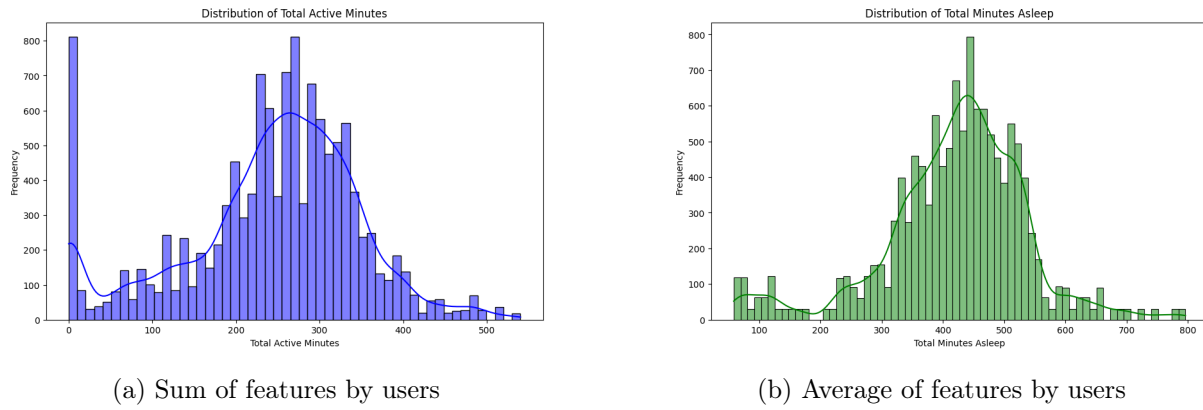 Distribution of Total Active Minutes
800
700
600
500
400
300
200
100
0
Frequency
0 100 200 300 400 500
Total Active Minutes
(a) Sum of features by users
Distribution of Total Minutes Asleep
800
700
600
500
400
300
200
100
0
Frequency
100 200 300 400 500 600 700 800
Total Minutes Asleep
(b) Average of features by users